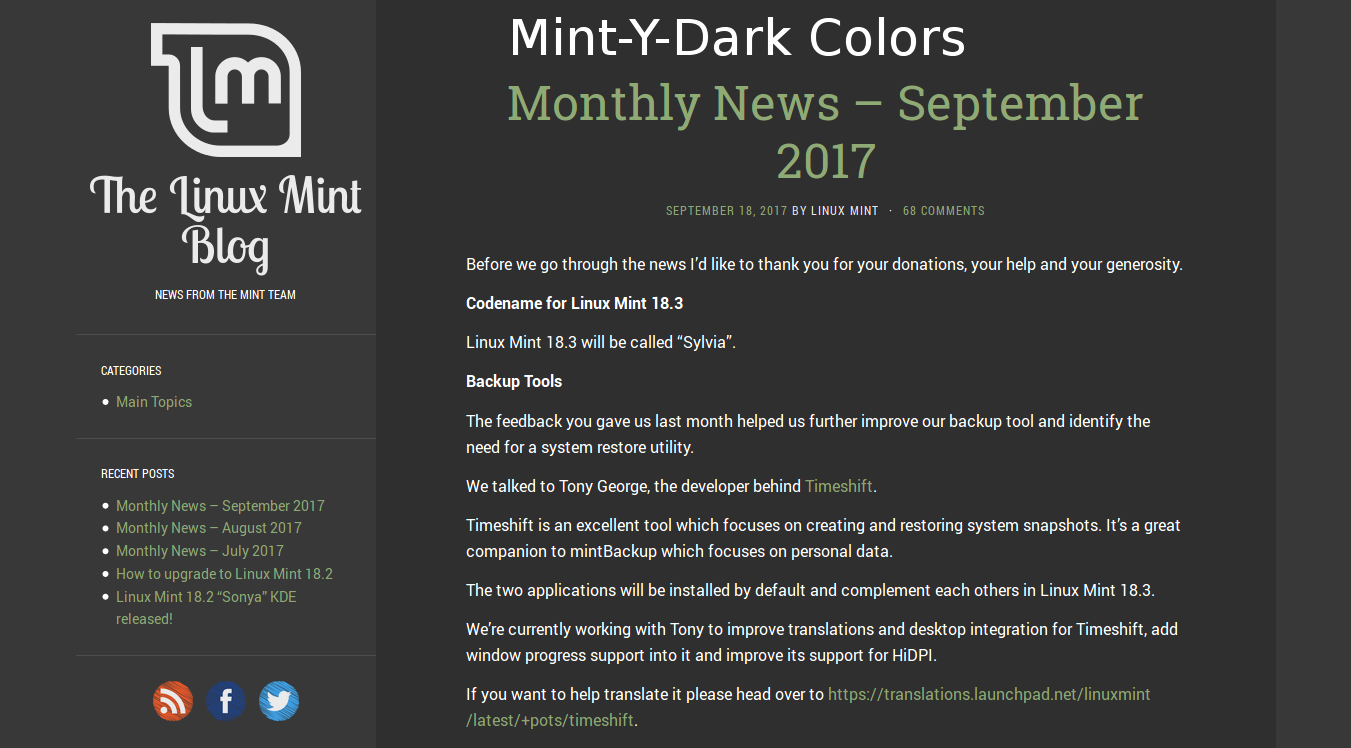 lm
The Linux Mint
Blog
NEWS FROM THE MINT TEAM
CATEGORIES
Main Topics
RECENT POSTS
Monthly News – September 2017
Monthly News – August 2017
Monthly News – July 2017
How to upgrade to Linux Mint 18.2
Linux Mint 18.2 “Sonya” KDE
released!
f
Mint-Y-Dark Colors
Monthly News – September
2017
SEPTEMBER 18, 2017 BY LINUX MINT · 68 COMMENTS
Before we go through the news I’d like to thank you for your donations, your help and your generosity.
Codename for Linux Mint 18.3
Linux Mint 18.3 will be called “Sylvia”.
Backup Tools
The feedback you gave us last month helped us further improve our backup tool and identify the
need for a system restore utility.
We talked to Tony George, the developer behind Timeshift.
Timeshift is an excellent tool which focuses on creating and restoring system snapshots. It’s a great
companion to mintBackup which focuses on personal data.
The two applications will be installed by default and complement each others in Linux Mint 18.3.
We’re currently working with Tony to improve translations and desktop integration for Timeshift, add
window progress support into it and improve its support for HiDPI.
If you want to help translate it please head over to https://translations.launchpad.net/linuxmint
/latest/+pots/timeshift.